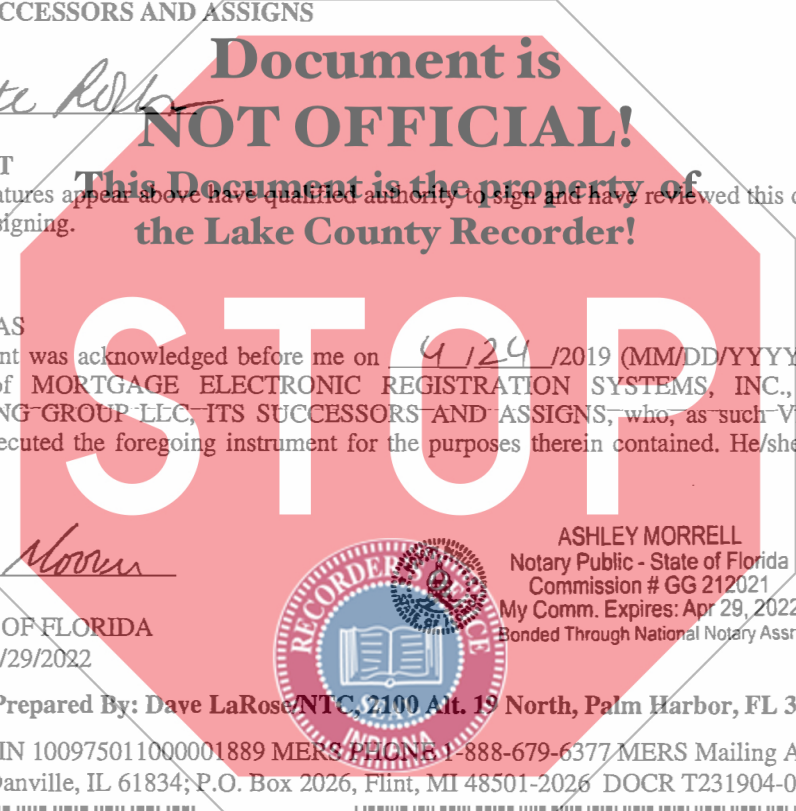 CCESSORS AND ASSIGNS
Document is
NOT OFFICIAL!
T
This Document is the property of
atures appear above have qualified authority to sign and have reviewed this
signing.
the Lake County Recorder!
STOP
AS
nt was acknowledged before me on 4 / 24 /2019 (MM/DD/YYYY
of MORTGAGE ELECTRONIC REGISTRATION SYSTEMS, INC.,
NG GROUP LLC, ITS SUCCESSORS AND ASSIGNS, who, as such V
ecuted the foregoing instrument for the purposes therein contained. He/she
ASHLEY MORRELL
Notary Public - State of Florida
Commission # GG 212021
My Comm. Expires: Apr 29, 2022
Bonded Through National Notary Assn
RECORDER'S OFFICE
INDIANA
OF FLORIDA
/29/2022
Prepared By: Dave LaRose/NTC, 2100 Alt. 19 North, Palm Harbor, FL 3
IN 100975011000001889 MERS PHONE 1-888-679-6377 MERS Mailing A
Danville, IL 61834; P.O. Box 2026, Flint, MI 48501-2026 DOCR T231904-0